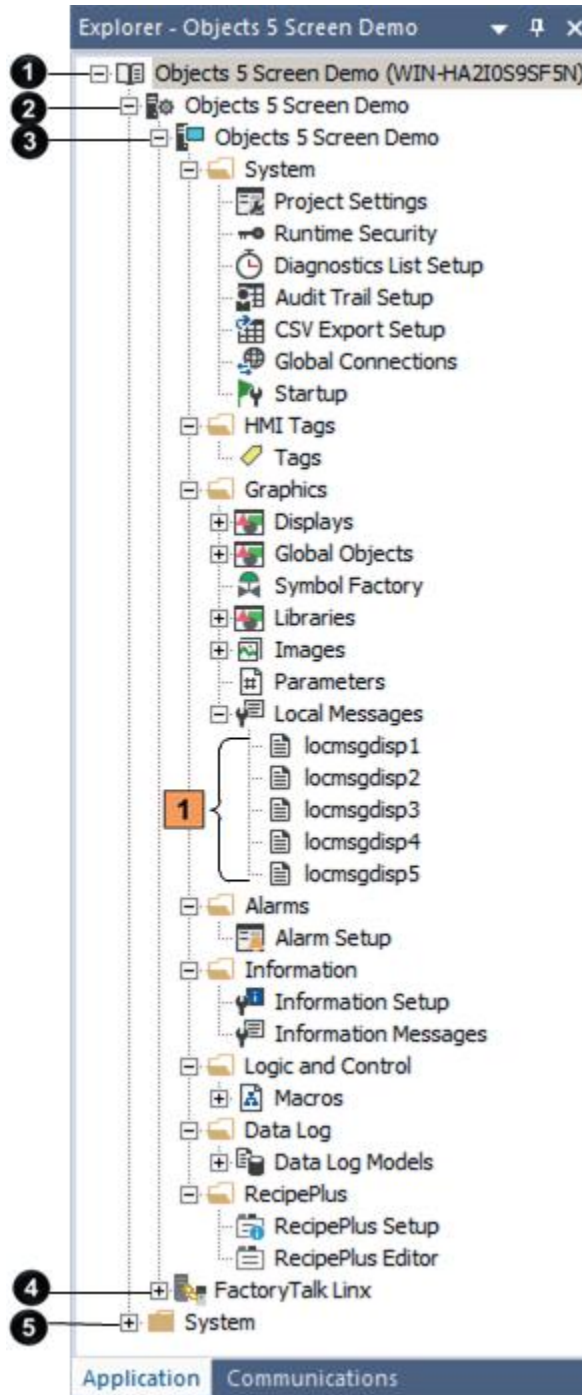 Explorer - Objects 5 Screen Demo
1 Objects 5 Screen Demo (WIN-HA2I0S9SF5N)
2 Objects 5 Screen Demo
3 Objects 5 Screen Demo
System
Project Settings
Runtime Security
Diagnostics List Setup
Audit Trail Setup
CSV Export Setup
Global Connections
Startup
HMI Tags
Tags
Graphics
Displays
Global Objects
Symbol Factory
Libraries
Images
Parameters
Local Messages
locmsgdisp1
locmsgdisp2
1 locmsgdisp3
locmsgdisp4
locmsgdisp5
Alarms
Alarm Setup
Information
Information Setup
Information Messages
Logic and Control
Macros
Data Log
Data Log Models
RecipePlus
RecipePlus Setup
RecipePlus Editor
4 FactoryTalk Linx
5 System
Application Communications